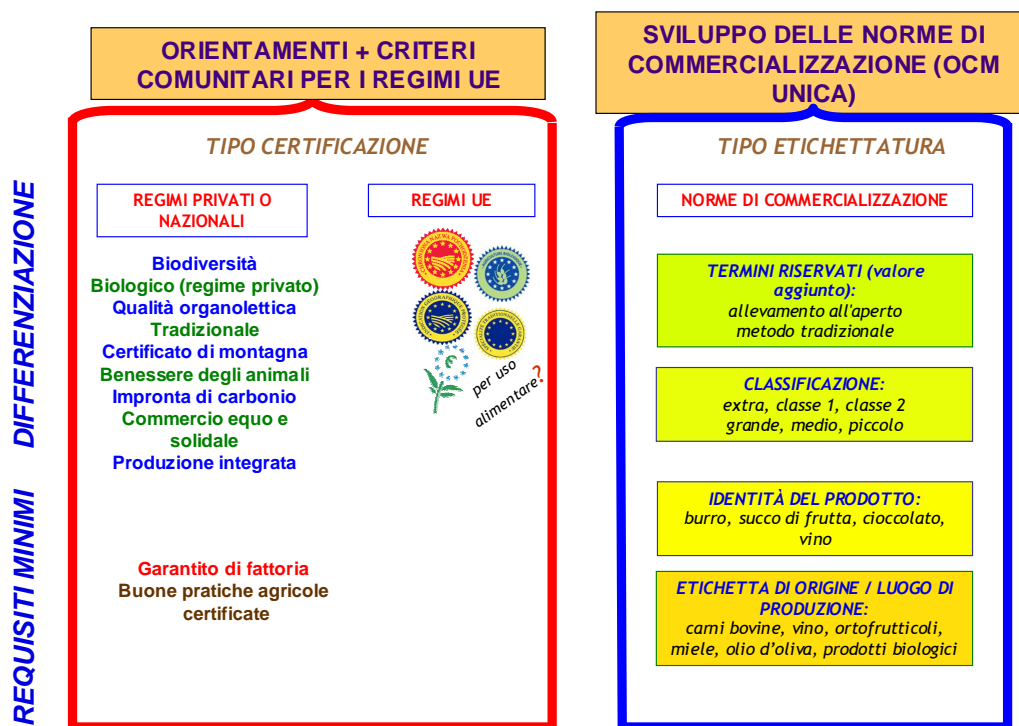 ORIENTAMENTI + CRITERI
COMUNITARI PER I REGIMI UE
SVILUPPO DELLE NORME DI
COMMERCIALIZZAZIONE (OCM
UNICA)
TIPO CERTIFICAZIONE
TIPO ETICHETTATURA
DIFFERENZIAZIONE
REQUISITI MINIMI
REGIMI PRIVATI O
NAZIONALI
REGIMI UE
NORME DI COMMERCIALIZZAZIONE
Biodiversità
Biologico (regime privato)
Qualità organolettica
Tradizionale
Certificato di montagna
Benessere degli animali
Impronta di carbonio
Commercio equo e
solidale
Produzione integrata
per uso
alimentare?
Garantito di fattoria
Buone pratiche agricole
certificate
TERMINI RISERVATI (valore
aggiunto):
allevamento all'aperto
metodo tradizionale
CLASSIFICAZIONE:
extra, classe 1, classe 2
grande, medio, piccolo
IDENTITÀ DEL PRODOTTO:
burro, succo di frutta, cioccolato,
vino
ETICHETTA DI ORIGINE / LUOGO DI
PRODUZIONE:
carni bovine, vino, ortofrutticoli,
miele, olio d’oliva, prodotti biologici